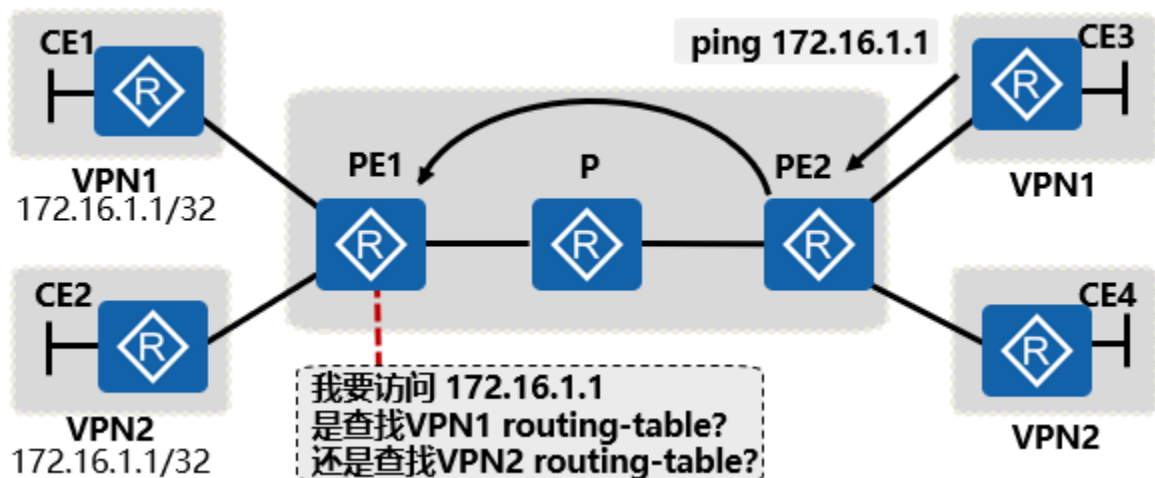 CE1
R
VPN1
172.16.1.1/32
CE2
R
VPN2
172.16.1.1/32
PE1
R
P
R
PE2
R
ping 172.16.1.1
CE3
R
VPN1
CE4
R
VPN2
我要访问 172.16.1.1
是查找VPN1 routing-table?
还是查找VPN2 routing-table?